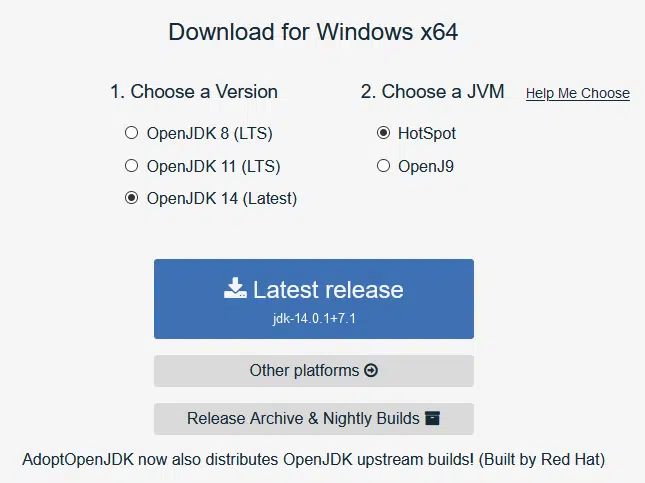 Download for Windows x64
1. Choose a Version
OpenJDK 8 (LTS)
OpenJDK 11 (LTS)
OpenJDK 14 (Latest)
2. Choose a JVM
Help Me Choose
HotSpot
OpenJ9
Latest release
jdk-14.0.1+7.1
Other platforms
Release Archive & Nightly Builds
AdoptOpenJDK now also distributes OpenJDK upstream builds! (Built by Red Hat)